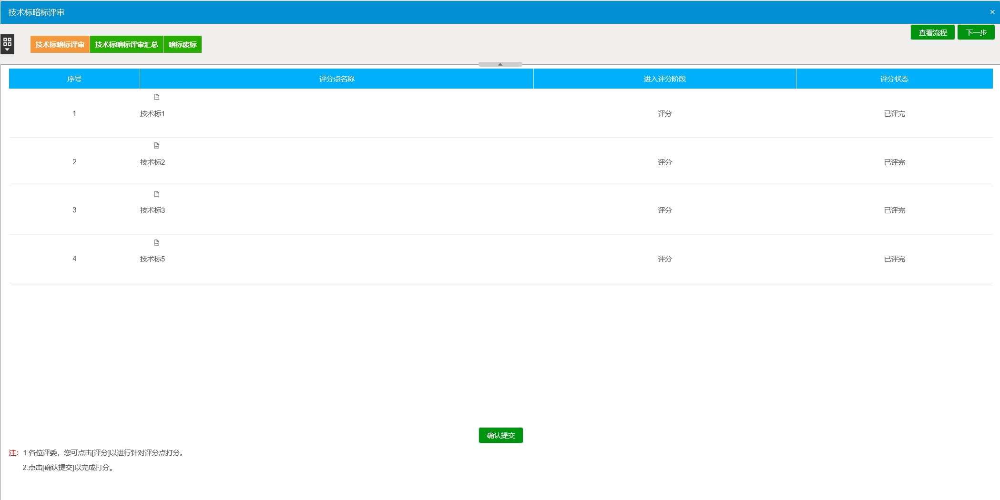 技术标暗标评审
查看流程 下一步
技术标暗标评审 技术标暗标评审汇总 暗标废标
序号 评分点名称 进入评分阶段 评分状态
1 技术标1 评分 已评完
2 技术标2 评分 已评完
3 技术标3 评分 已评完
4 技术标5 评分 已评完
确认提交
注：1.各位评委，您可点击[评分]以进行针对评分点打分。
2.点击[确认提交]以完成打分。